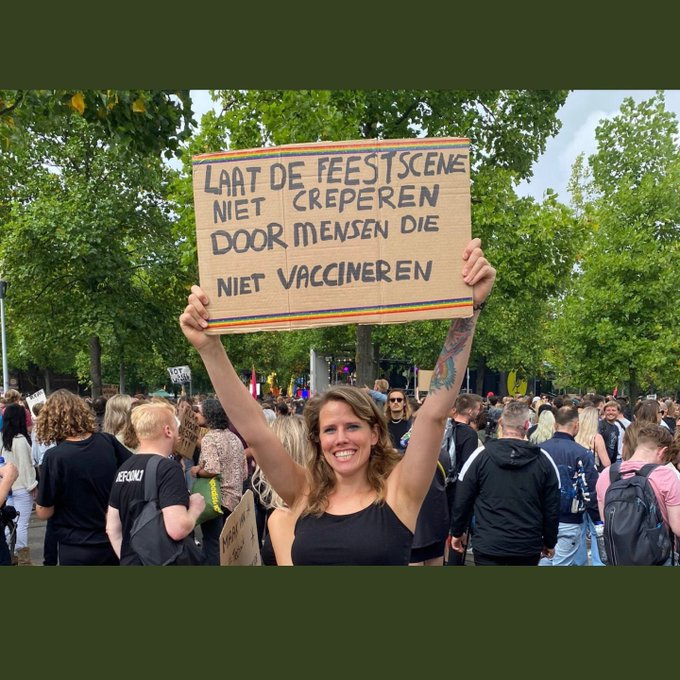 LAAT DE FEESTSCENE
NIET CREPEREN
DOOR MENSEN DIE
NIET VACCINEREN